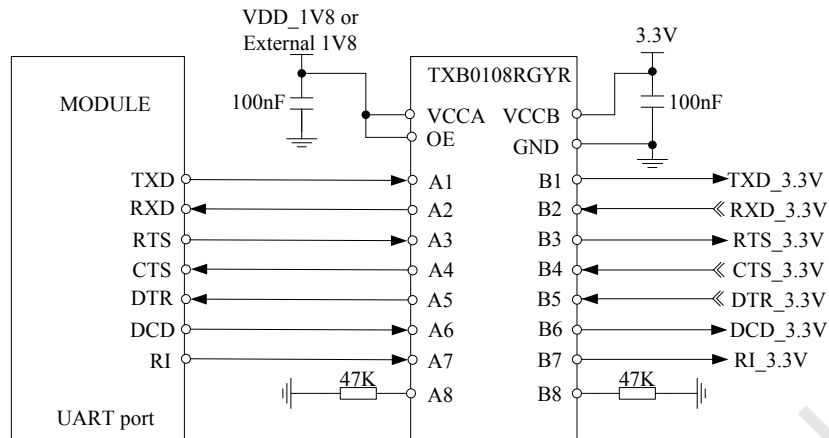 VDD_1V8 or
External 1V8
3.3V
TXB0108RGYR
MODULE
100nF
VCCA
VCCB
100nF
OE
GND
TXD
A1
B1
TXD_3.3V
RXD
A2
B2
RXD_3.3V
RTS
A3
B3
RTS_3.3V
CTS
A4
B4
CTS_3.3V
DTR
A5
B5
DTR_3.3V
DCD
A6
B6
DCD_3.3V
RI
A7
B7
RI_3.3V
47K
A8
B8
47K
UART port